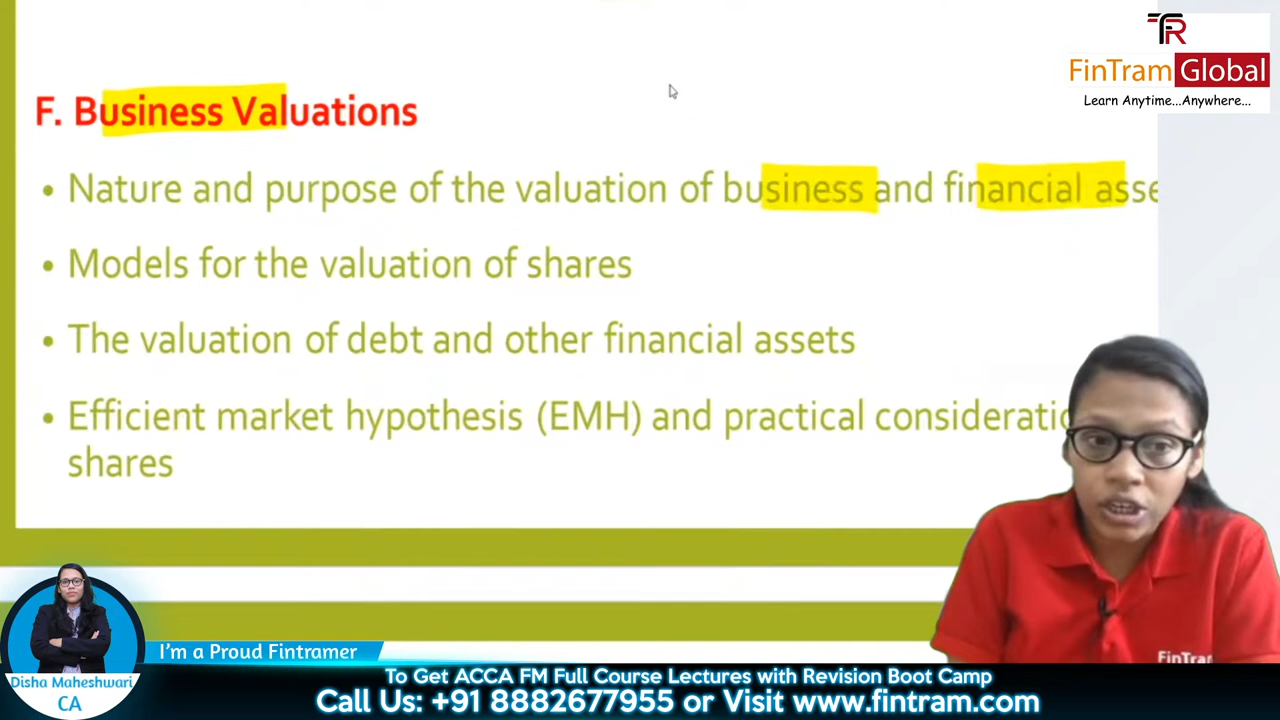 FR
FinTram Global
Learn Anytime...Anywhere...
F. Business Valuations
• Nature and purpose of the valuation of business and financial
• Models for the valuation of shares
• The valuation of debt and other financial assets
• Efficient market hypothesis (EMH) and practical
shares
I'm a Proud Fintramer
Disha Maheshwari
CA
FinTram
To Get ACCA FM Full Course Lectures with Revision Boot Camp
Call Us: +91 8882677955 or Visit www.fintram.com